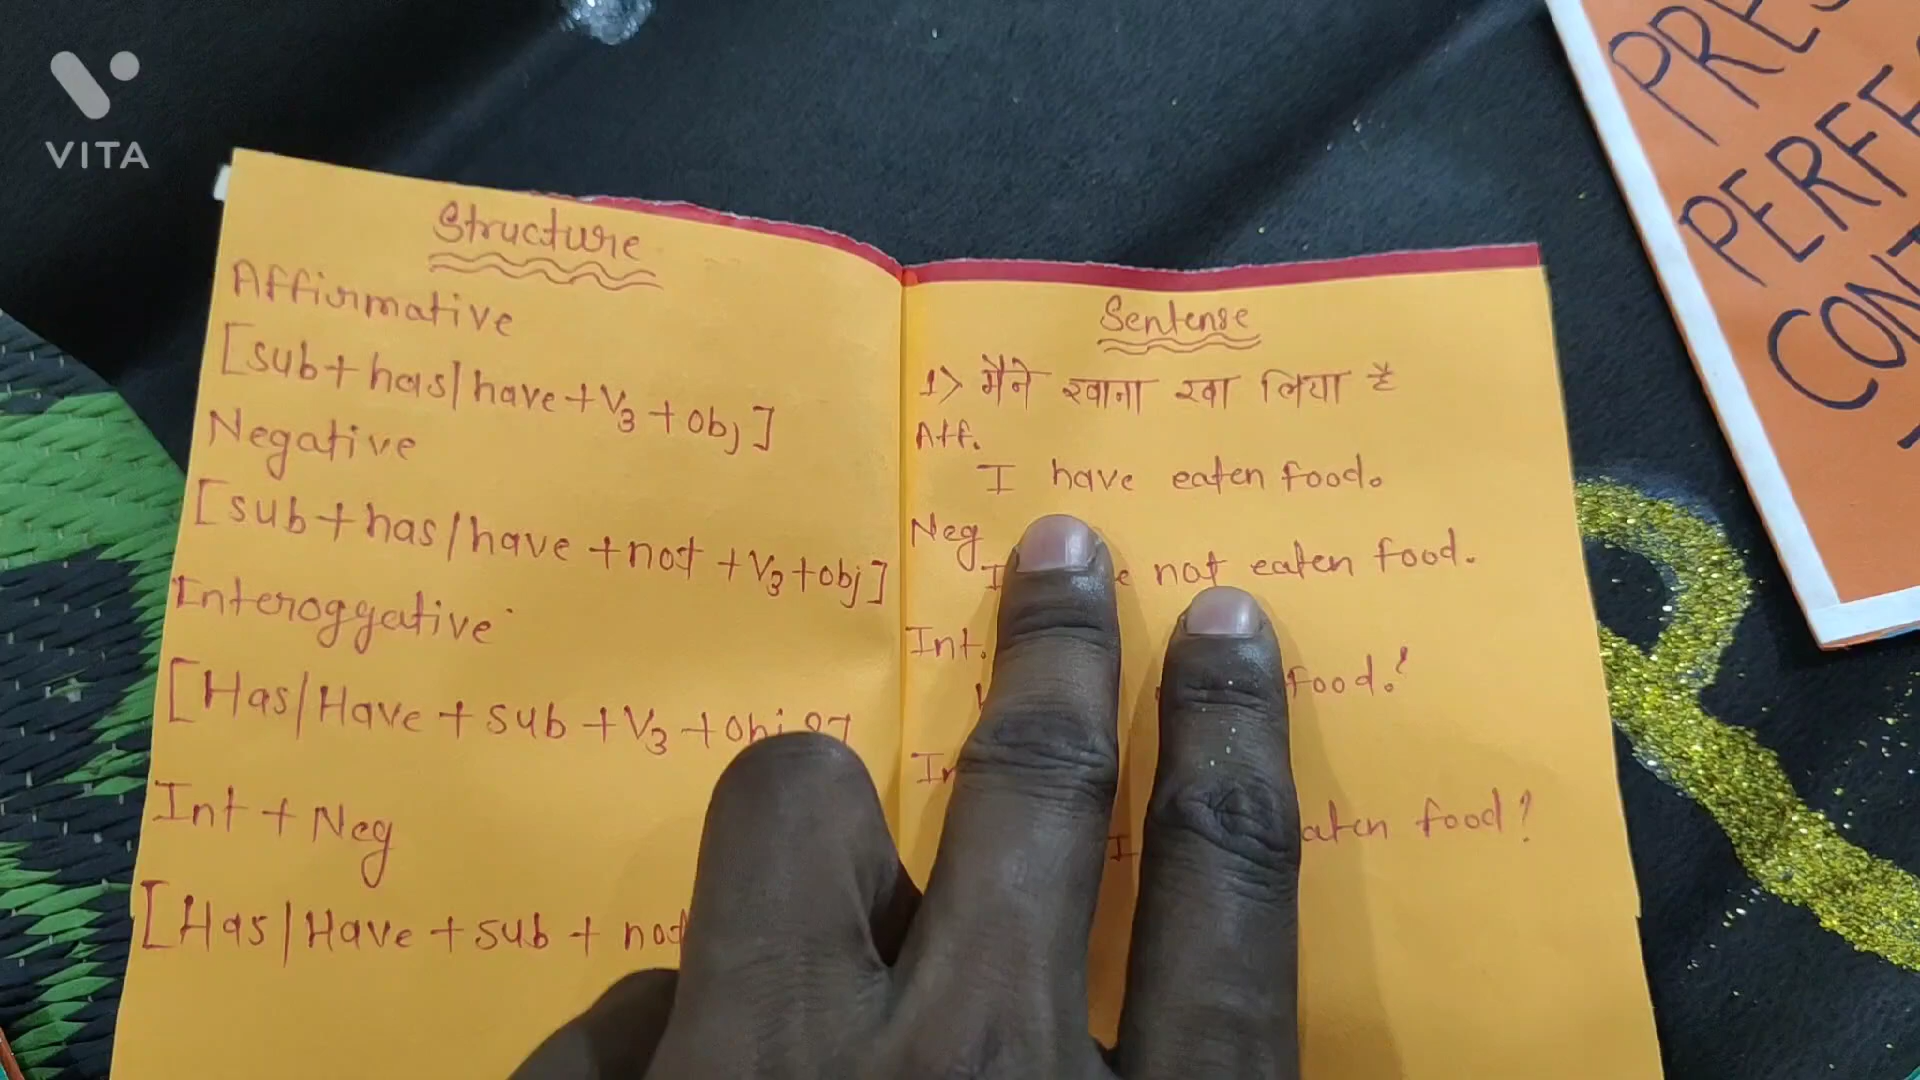 VITA
Structure
Affirmative
[sub + has | have + V3 + obj]
Negative
[sub + has / have + not + V3 + obj]
Interoggative
[Has / Have + sub + V3 + obj ?]
Int + Neg
[Has | Have + sub + not
Sentense
1> मैने खाना खा लिया है
Aff.
I have eaten food.
Neg
I not eaten food.
Int.
food.?
I eaten food?
PERFE
CONT